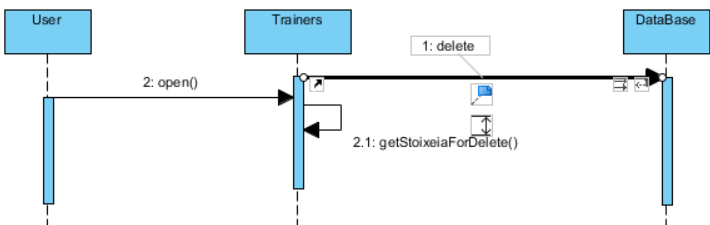 User
Trainers
DataBase
1: delete
2: open()
2.1: getStoixeiaForDelete()